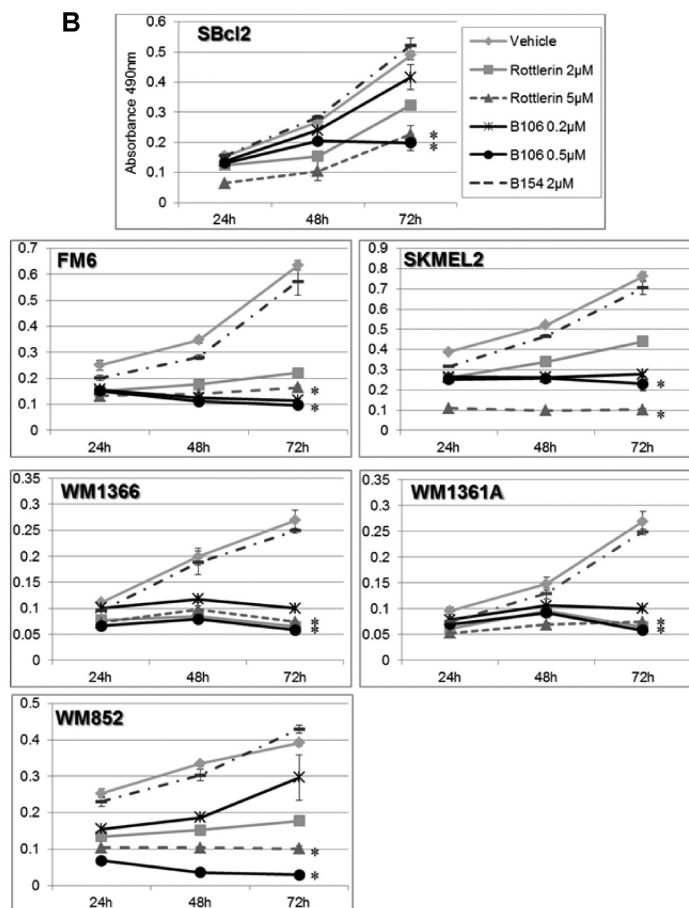 B
SBcl2
Absorbance 490nm
0.6
0.5
0.4
0.3
0.2
0.1
0
24h 48h 72h
*
*
Vehicle
Rottlerin 2µM
Rottlerin 5µM
B106 0.2µM
B106 0.5µM
B154 2µM
FM6
0.7
0.6
0.5
0.4
0.3
0.2
0.1
0
24h 48h 72h
*
*
SKMEL2
0.9
0.8
0.7
0.6
0.5
0.4
0.3
0.2
0.1
0
24h 48h 72h
*
*
WM1366
0.35
0.3
0.25
0.2
0.15
0.1
0.05
0
24h 48h 72h
*
*
WM1361A
0.35
0.3
0.25
0.2
0.15
0.1
0.05
0
24h 48h 72h
*
*
WM852
0.5
0.4
0.3
0.2
0.1
0
24h 48h 72h
*
*